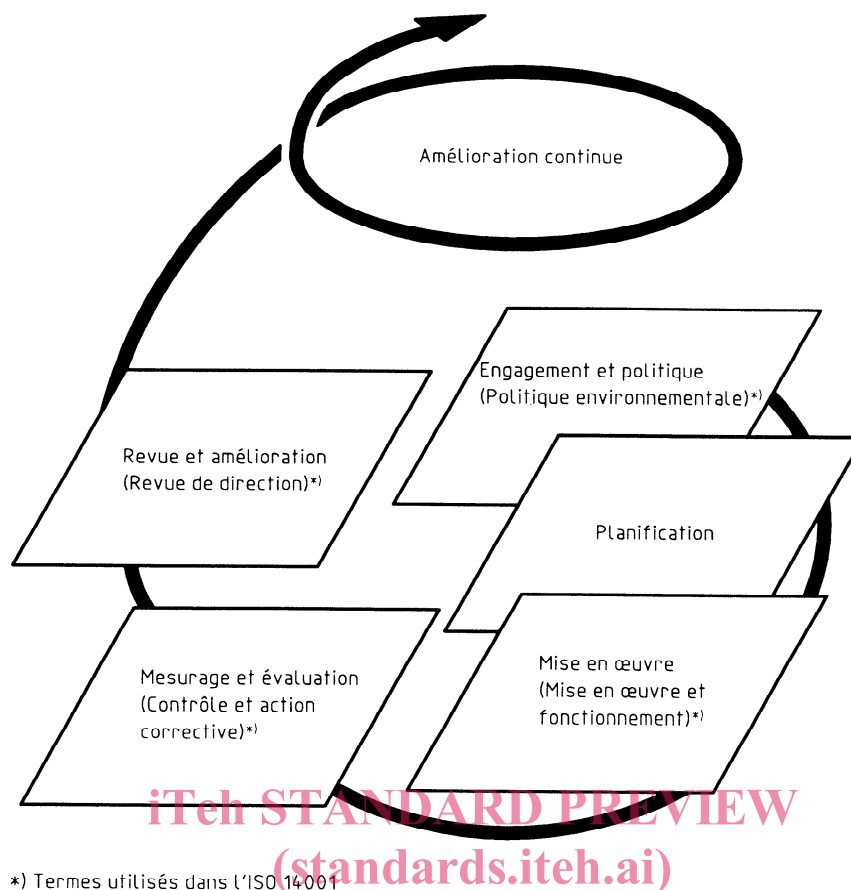 Amélioration continue
Engagement et politique
(Politique environnementale)*)
Revue et amélioration
(Revue de direction)*)
Planification
Mesurage et évaluation
(Contrôle et action
corrective)*)
Mise en œuvre
(Mise en œuvre et
fonctionnement)*)
iTeh STANDARD PREVIEW
(standards.iteh.ai)
*) Termes utilisés dans l'ISO 14001